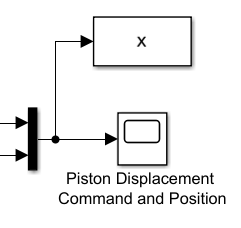 x
Piston Displacement
Command and Position